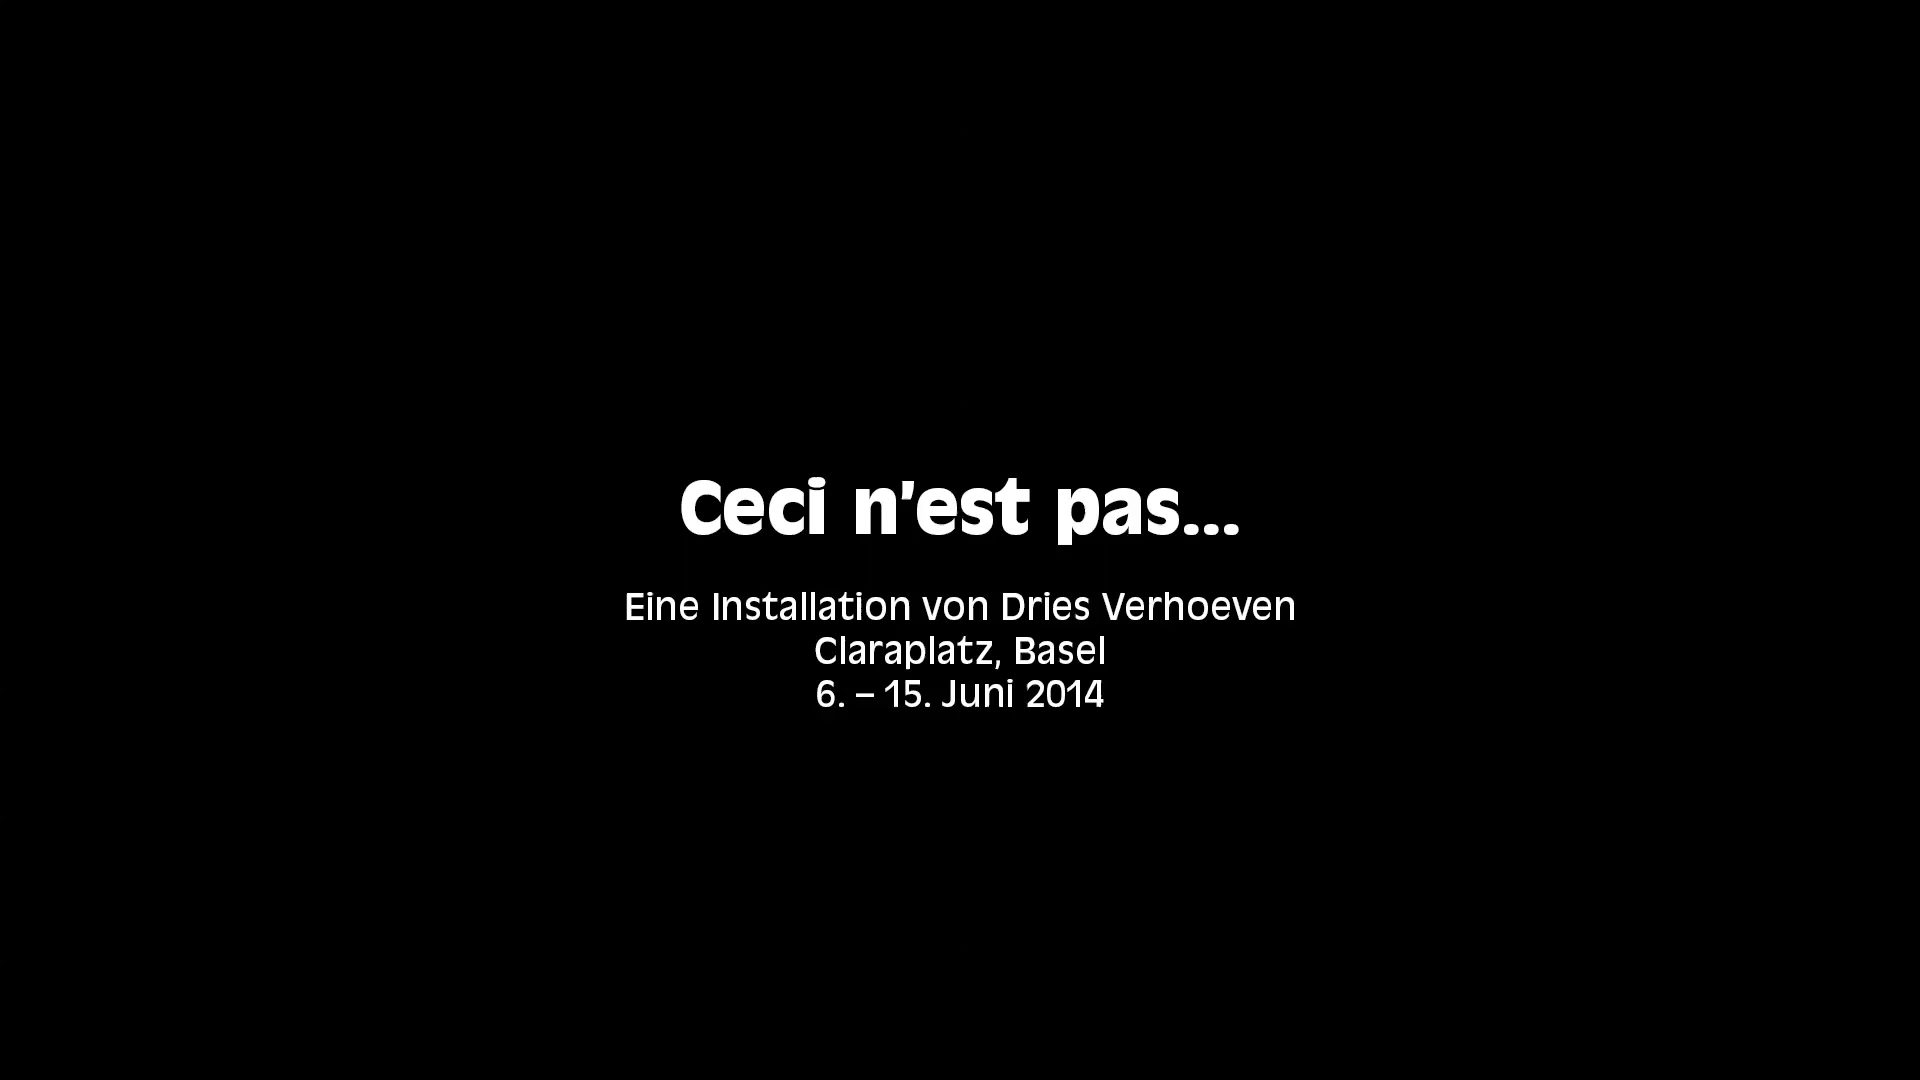 Ceci n'est pas...
Eine Installation von Dries Verhoeven
Claraplatz, Basel
6. – 15. Juni 2014